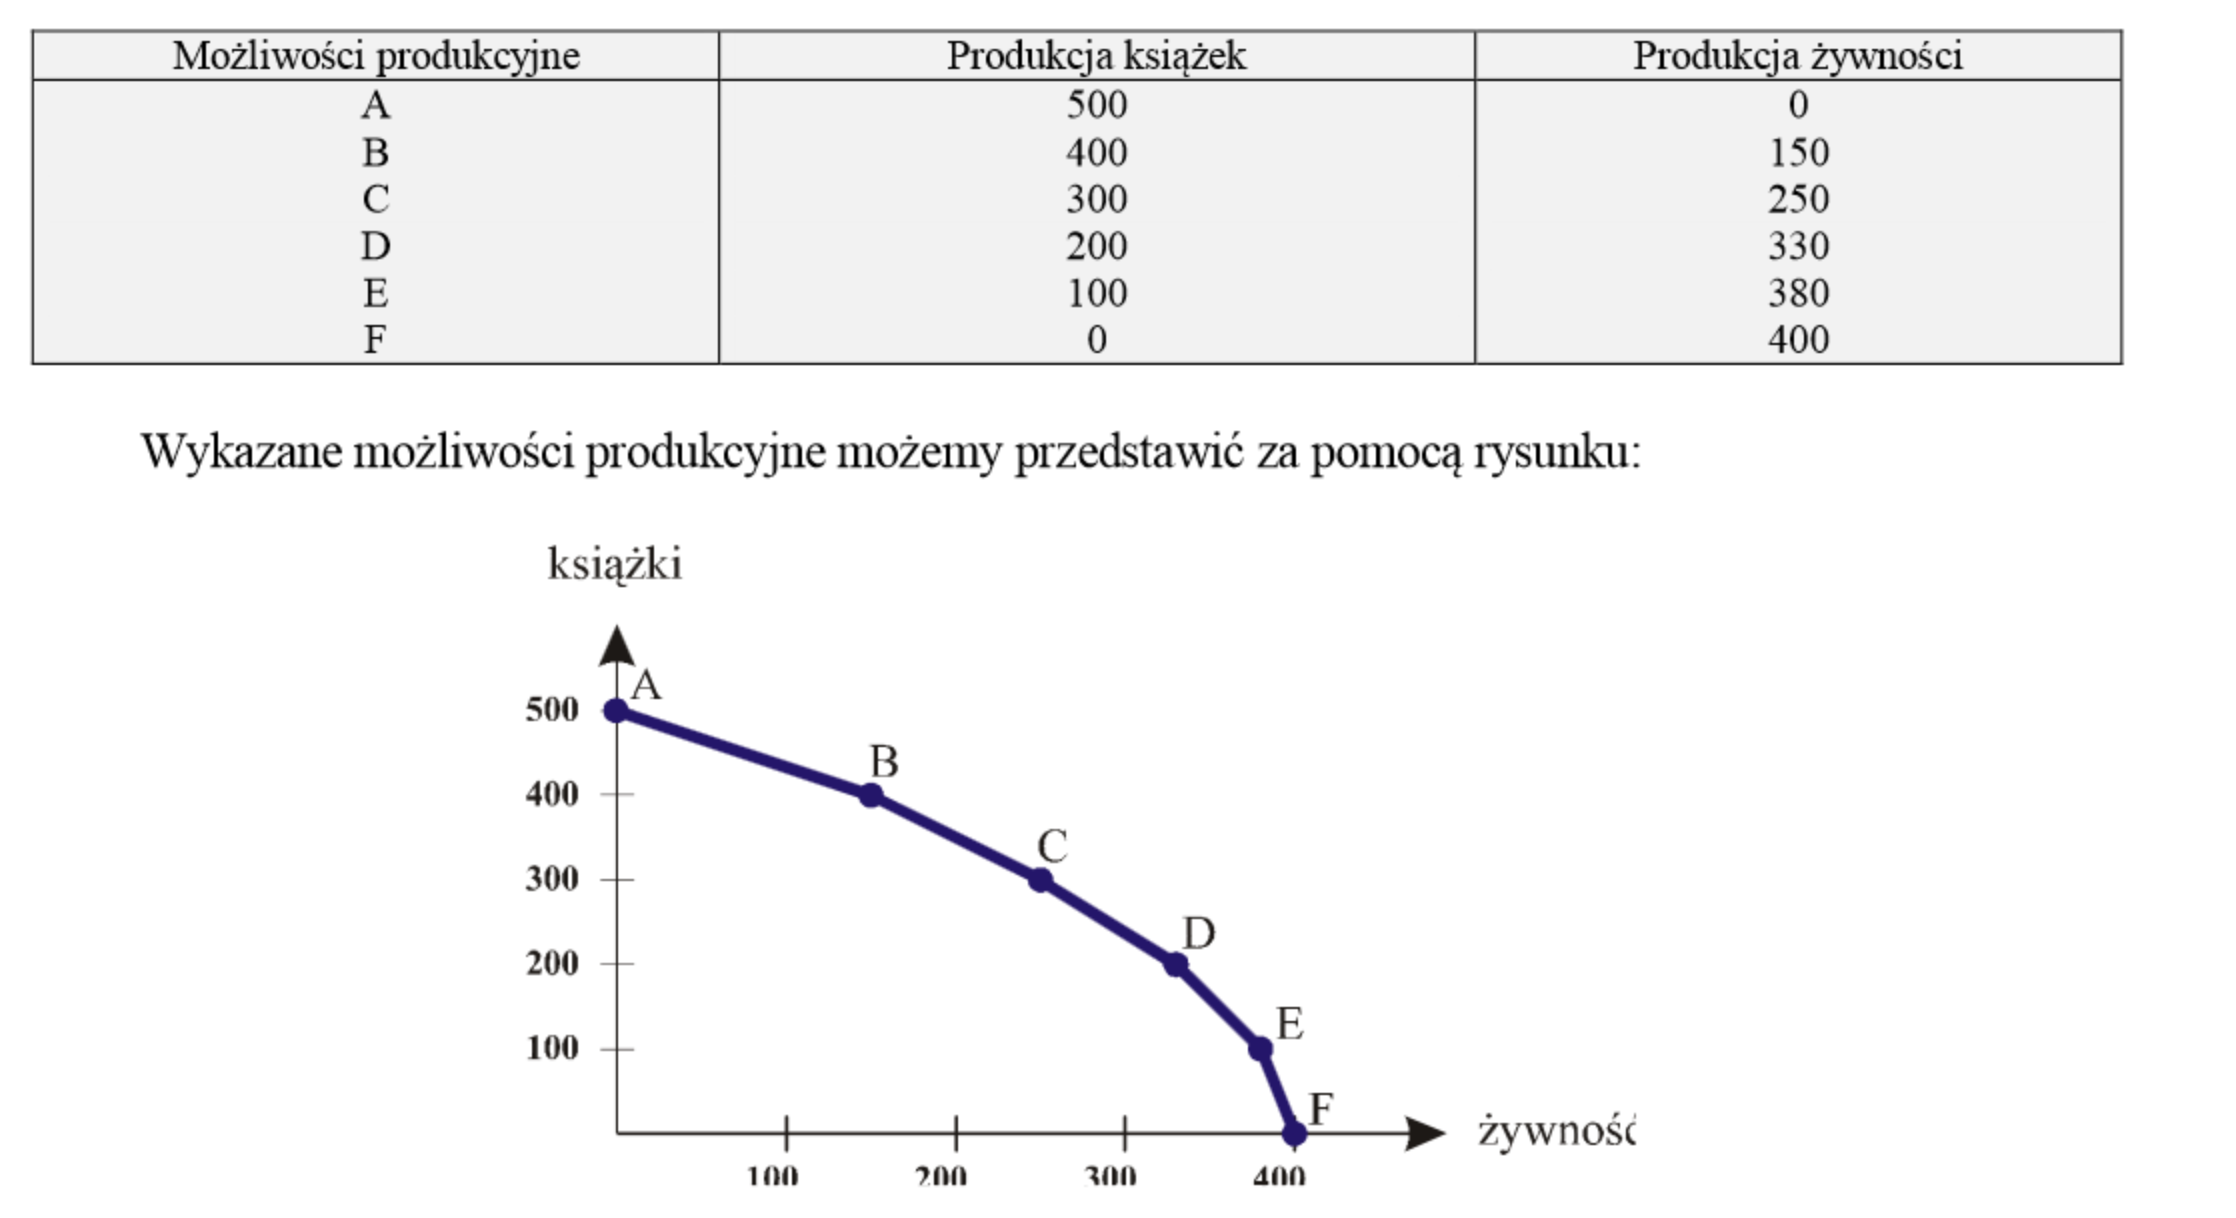 Możliwości produkcyjne Produkcja książek Produkcja żywności
A 500 0
B 400 150
C 300 250
D 200 330
E 100 380
F 0 400
Wykazane możliwości produkcyjne możemy przedstawić za pomocą rysunku:
książki
A
500
B
400
C
300
D
200
E
100
F
żywność
100 200 300 400